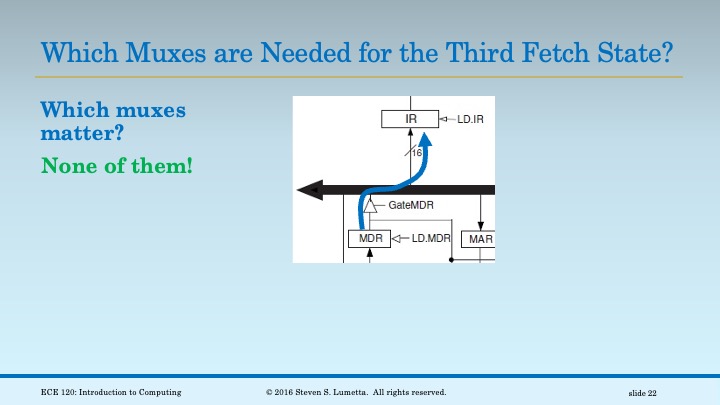 Which Muxes are Needed for the Third Fetch State?
Which muxes
matter?
None of them!
IR
LD.IR
16
GateMDR
MDR
LD.MDR
MAR
ECE 120: Introduction to Computing
© 2016 Steven S. Lumetta. All rights reserved.
slide 22